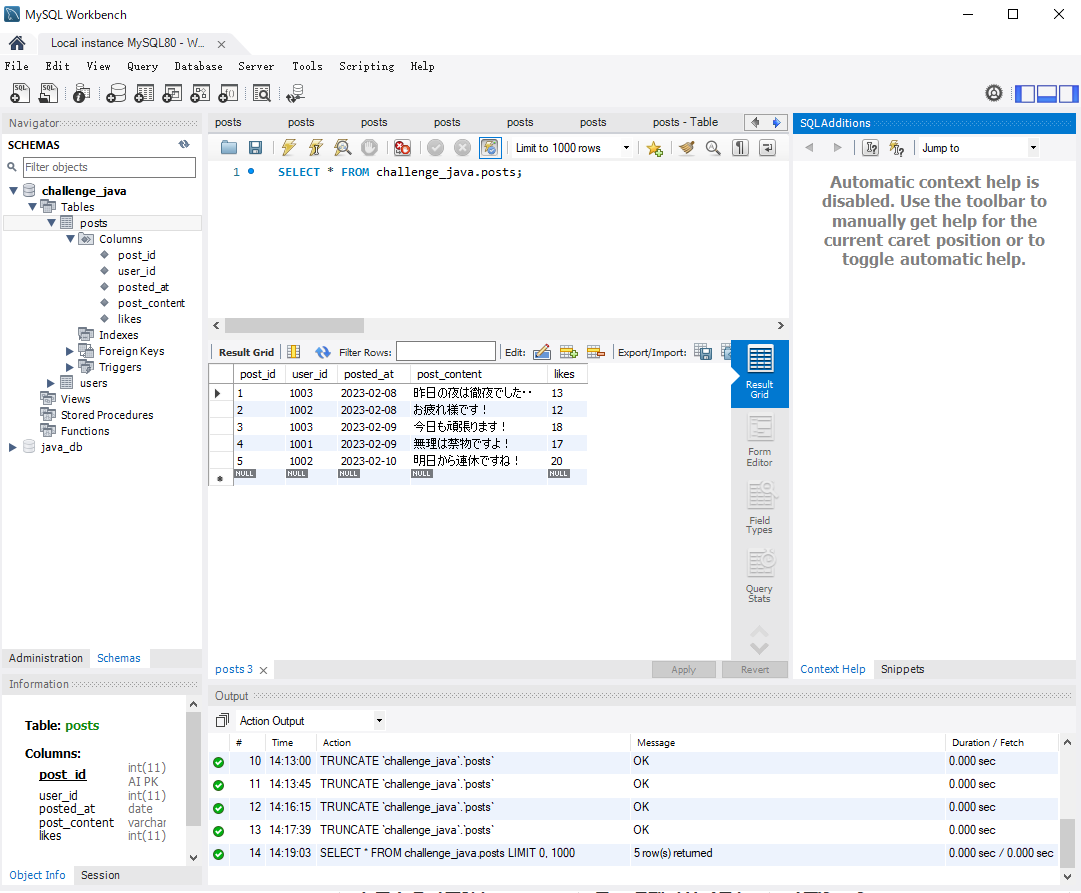 MySQL Workbench
Local instance MySQL80 - W...
File Edit View Query Database Server Tools Scripting Help
Navigator
SCHEMAS
Filter objects
challenge_java
Tables
posts
Columns
post_id
user_id
posted_at
post_content
likes
Indexes
Foreign Keys
Triggers
users
Views
Stored Procedures
Functions
java_db
Administration Schemas
Information
Table: posts
Columns:
post_id int(11)
AI PK
user_id int(11)
posted_at date
post_content varchar
likes int(11)
Object Info Session
posts posts posts posts posts posts posts - Table
Limit to 1000 rows
1 SELECT * FROM challenge_java.posts;
Result Grid Filter Rows: Edit: Export/Import:
post_id user_id posted_at post_content likes
1 1003 2023-02-08 昨日の夜は徹夜でした・・ 13
2 1002 2023-02-08 お疲れ様です！ 12
3 1003 2023-02-09 今日も頑張ります！ 18
4 1001 2023-02-09 無理は禁物ですよ！ 17
5 1002 2023-02-10 明日から連休ですね！ 20
NULL NULL NULL NULL NULL
Result Grid
Form Editor
Field Types
Query Stats
posts 3
Apply Revert
SQLAdditions
Jump to
Automatic context help is
disabled. Use the toolbar to
manually get help for the
current caret position or to
toggle automatic help.
Context Help Snippets
Output
Action Output
# Time Action Message Duration / Fetch
10 14:13:00 TRUNCATE `challenge_java`.`posts` OK 0.000 sec
11 14:13:45 TRUNCATE `challenge_java`.`posts` OK 0.000 sec
12 14:16:15 TRUNCATE `challenge_java`.`posts` OK 0.000 sec
13 14:17:39 TRUNCATE `challenge_java`.`posts` OK 0.000 sec
14 14:19:03 SELECT * FROM challenge_java.posts LIMIT 0, 1000 5 row(s) returned 0.000 sec / 0.000 sec